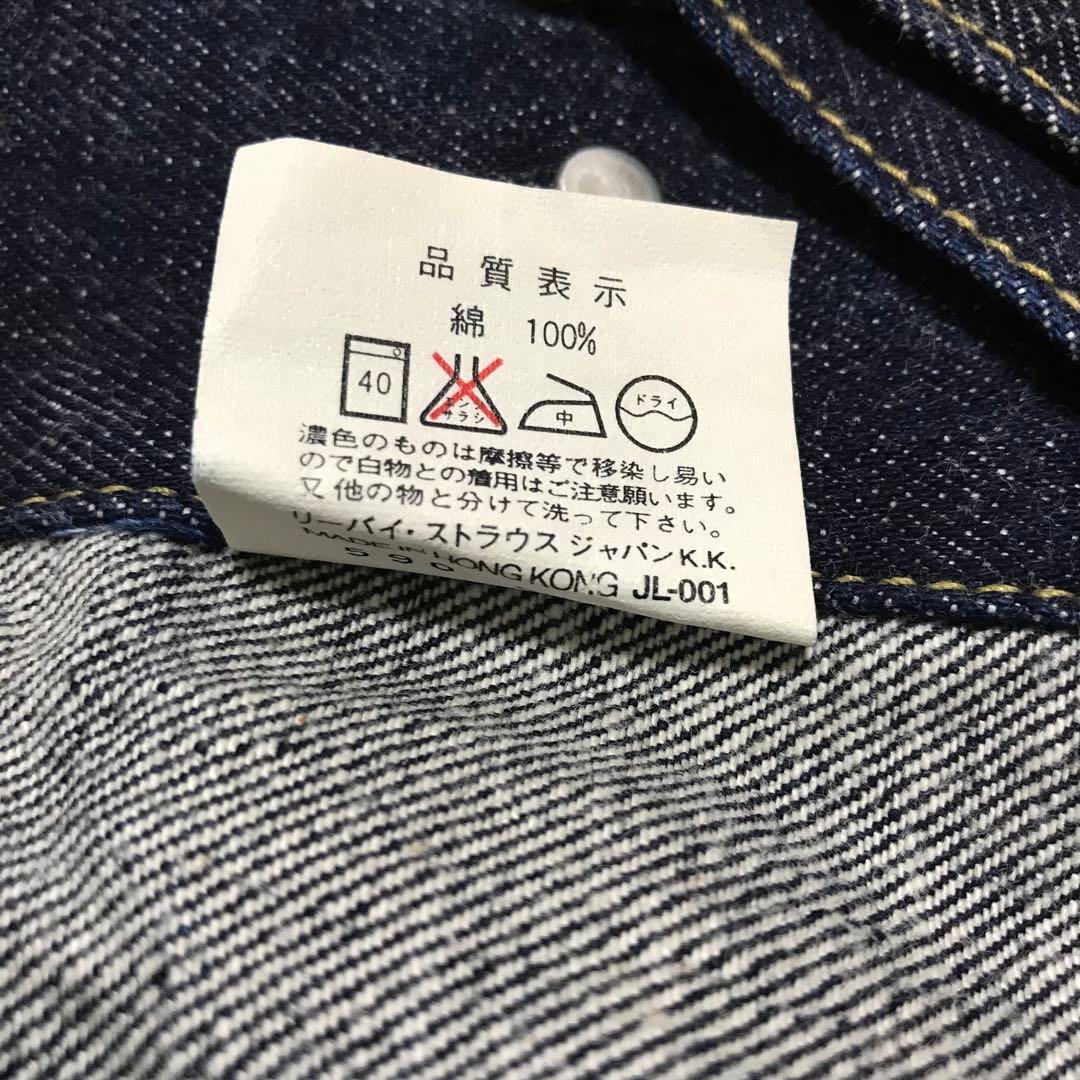 品質表示
綿 100%
40 エンソサラシ 中 ドライ
濃色のものは摩擦等で移染し易い
ので白物との着用はご注意願います。
又他の物と分けて洗って下さい。
リーバイ・ストラウス ジャパンK.K.
MADE IN HONG KONG JL-001